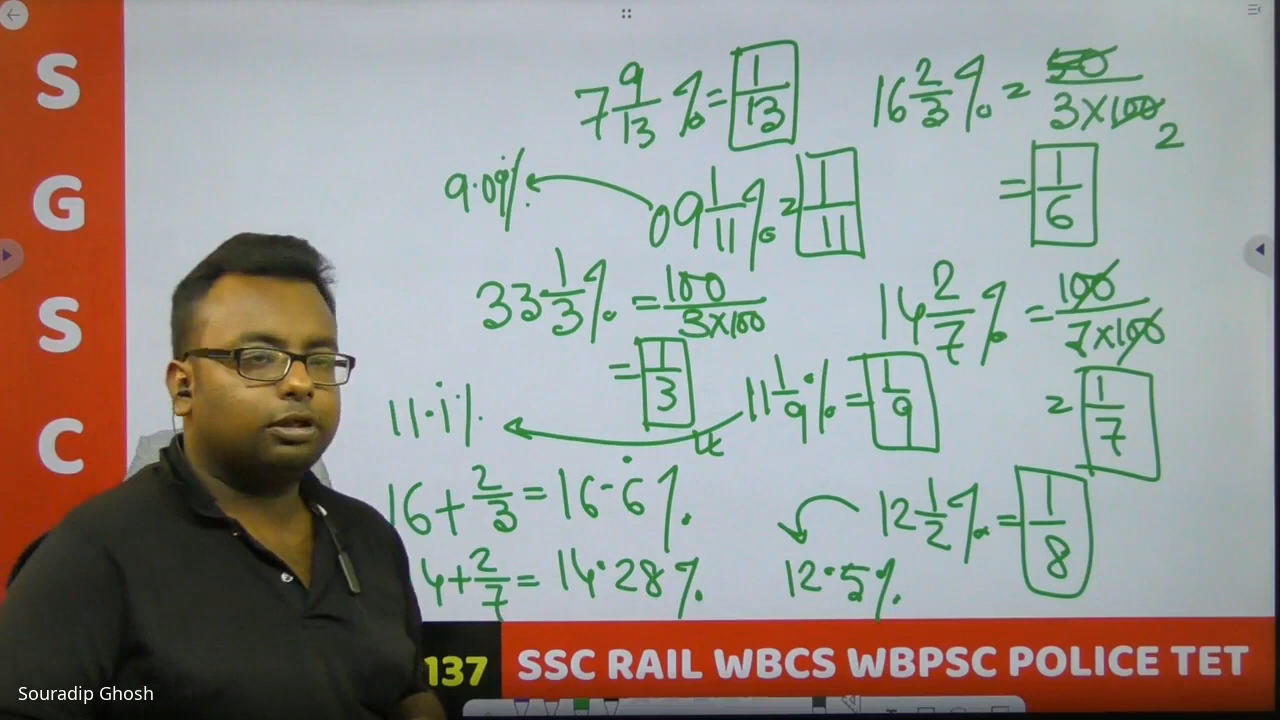 S
G
S
C
7 9/13 % = 1/13
16 2/3 % = 50/3×100 2
= 1/6
9.09%
09 1/11 % = 1/11
33 1/3 % = 100/3×100
= 1/3
14 2/7 % = 100/7×100
= 1/7
11.1%
11 1/9 % = 1/9
16 + 2/3 = 16.6%
12 1/2 % = 1/8
4 + 2/7 = 14.28%
12.5%
137
SSC RAIL WBCS WBPSC POLICE TET
Souradip Ghosh